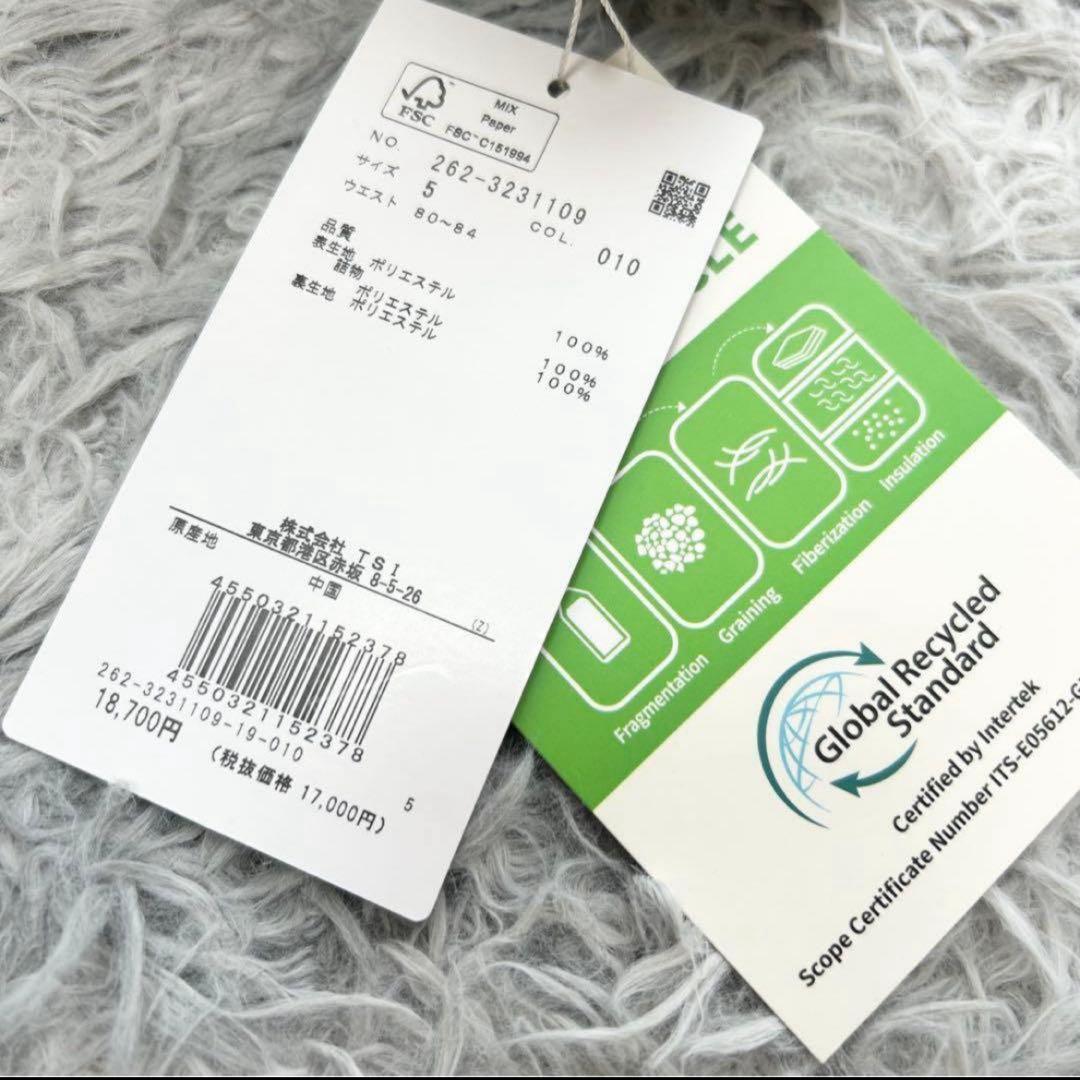 FSC
MIX
Paper
FSC™ C151994
NO. 262-3231109
サイズ 5 COL. 010
ウエスト 80~84
品質
表生地 ポリエステル 100%
詰物 ポリエステル 100%
裏生地 ポリエステル 100%
株式会社 TSI
東京都港区赤坂 8-5-26
原産地 中国 (Z)
4550321152378
4550321152378
262-3231109-19-010
18,700円 5
(税抜価格 17,000円)
Fragmentation
Graining
Fiberization
Insulation
Global Recycled
Standard
Certified by Intertek
Scope Certificate Number ITS-E05612-G